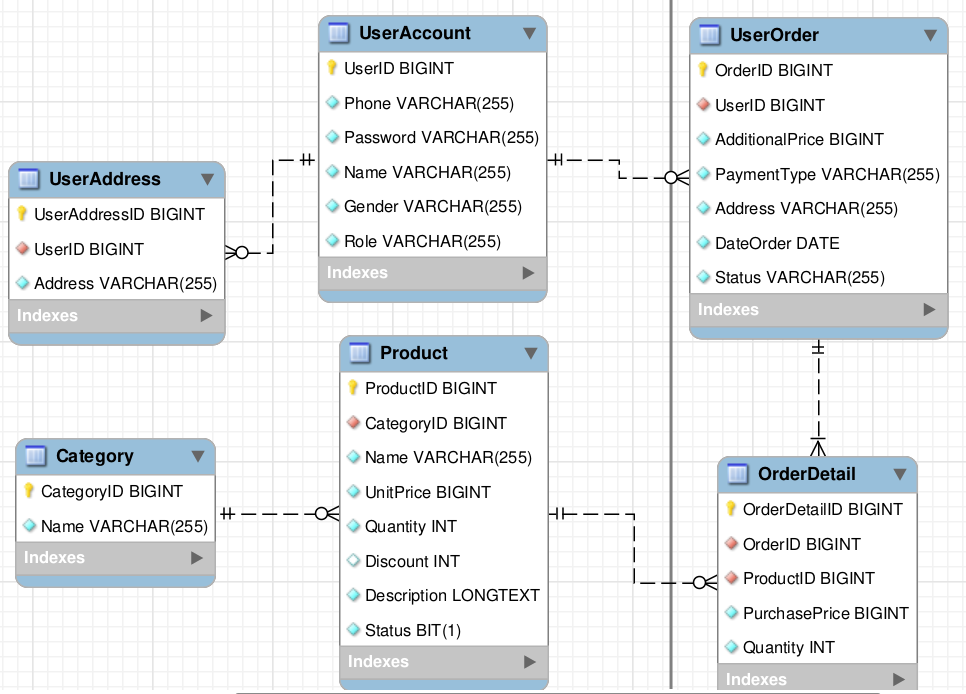 UserAccount
UserID BIGINT
Phone VARCHAR(255)
Password VARCHAR(255)
Name VARCHAR(255)
Gender VARCHAR(255)
Role VARCHAR(255)
Indexes
UserOrder
OrderID BIGINT
UserID BIGINT
AdditionalPrice BIGINT
PaymentType VARCHAR(255)
Address VARCHAR(255)
DateOrder DATE
Status VARCHAR(255)
Indexes
UserAddress
UserAddressID BIGINT
UserID BIGINT
Address VARCHAR(255)
Indexes
Product
ProductID BIGINT
CategoryID BIGINT
Name VARCHAR(255)
UnitPrice BIGINT
Quantity INT
Discount INT
Description LONGTEXT
Status BIT(1)
Indexes
Category
CategoryID BIGINT
Name VARCHAR(255)
Indexes
OrderDetail
OrderDetailID BIGINT
OrderID BIGINT
ProductID BIGINT
PurchasePrice BIGINT
Quantity INT
Indexes